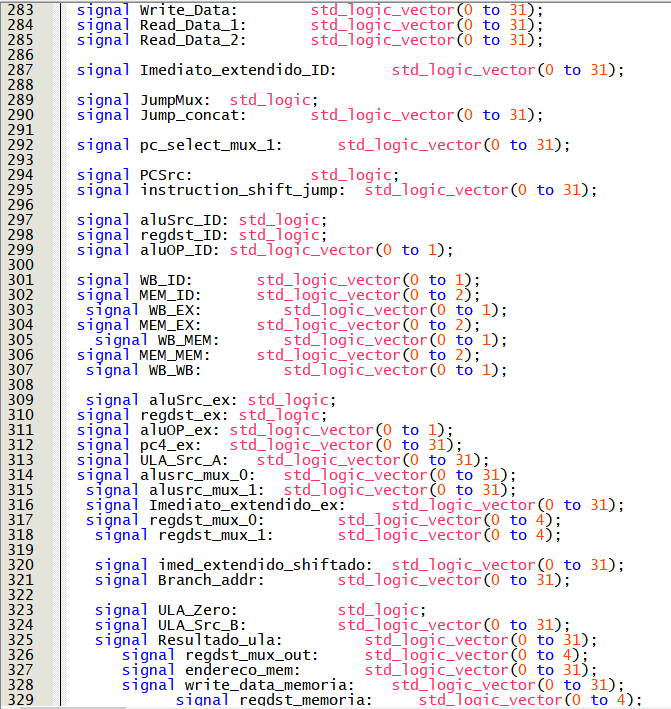 283 signal Write_Data: std_logic_vector(0 to 31);
284 signal Read_Data_1: std_logic_vector(0 to 31);
285 signal Read_Data_2: std_logic_vector(0 to 31);
286
287 signal Imediato_extendido_ID: std_logic_vector(0 to 31);
288
289 signal JumpMux: std_logic;
290 signal Jump_concat: std_logic_vector(0 to 31);
291
292 signal pc_select_mux_1: std_logic_vector(0 to 31);
293
294 signal PCSrc: std_logic;
295 signal instruction_shift_jump: std_logic_vector(0 to 31);
296
297 signal aluSrc_ID: std_logic;
298 signal regdst_ID: std_logic;
299 signal aluOP_ID: std_logic_vector(0 to 1);
300
301 signal WB_ID: std_logic_vector(0 to 1);
302 signal MEM_ID: std_logic_vector(0 to 2);
303 signal WB_EX: std_logic_vector(0 to 1);
304 signal MEM_EX: std_logic_vector(0 to 2);
305 signal WB_MEM: std_logic_vector(0 to 1);
306 signal MEM_MEM: std_logic_vector(0 to 2);
307 signal WB_WB: std_logic_vector(0 to 1);
308
309 signal aluSrc_ex: std_logic;
310 signal regdst_ex: std_logic;
311 signal aluOP_ex: std_logic_vector(0 to 1);
312 signal pc4_ex: std_logic_vector(0 to 31);
313 signal ULA_Src_A: std_logic_vector(0 to 31);
314 signal alusrc_mux_0: std_logic_vector(0 to 31);
315 signal alusrc_mux_1: std_logic_vector(0 to 31);
316 signal Imediato_extendido_ex: std_logic_vector(0 to 31);
317 signal regdst_mux_0: std_logic_vector(0 to 4);
318 signal regdst_mux_1: std_logic_vector(0 to 4);
319
320 signal imed_extendido_shiftado: std_logic_vector(0 to 31);
321 signal Branch_addr: std_logic_vector(0 to 31);
322
323 signal ULA_Zero: std_logic;
324 signal ULA_Src_B: std_logic_vector(0 to 31);
325 signal Resultado_ula: std_logic_vector(0 to 31);
326 signal regdst_mux_out: std_logic_vector(0 to 4);
327 signal endereco_mem: std_logic_vector(0 to 31);
328 signal write_data_memoria: std_logic_vector(0 to 31);
329 signal regdst_memoria: std_logic_vector(0 to 4);